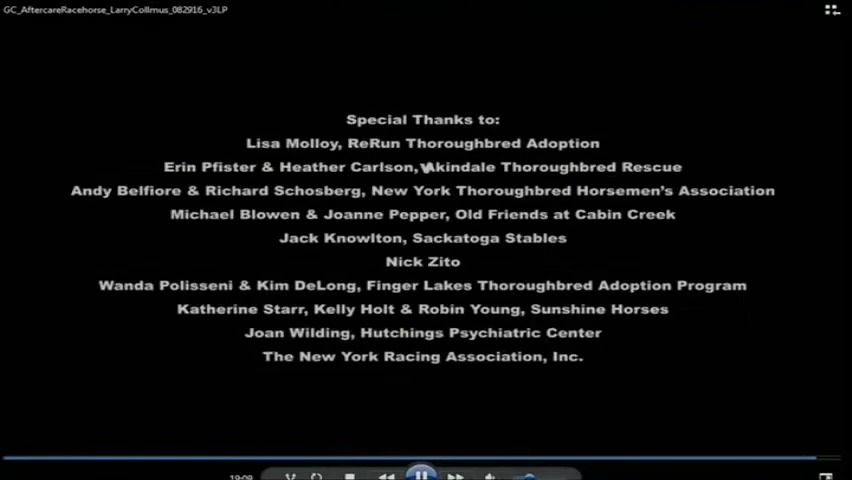 GC_AftercareRacehorse_LarryCollmus_082916_v3LP
Special Thanks to:
Lisa Molloy, ReRun Thoroughbred Adoption
Erin Pfister & Heather Carlson, Akindale Thoroughbred Rescue
Andy Belfiore & Richard Schosberg, New York Thoroughbred Horsemen's Association
Michael Blowen & Joanne Pepper, Old Friends at Cabin Creek
Jack Knowlton, Sackatoga Stables
Nick Zito
Wanda Polisseni & Kim DeLong, Finger Lakes Thoroughbred Adoption Program
Katherine Starr, Kelly Holt & Robin Young, Sunshine Horses
Joan Wilding, Hutchings Psychiatric Center
The New York Racing Association, Inc.
19:09